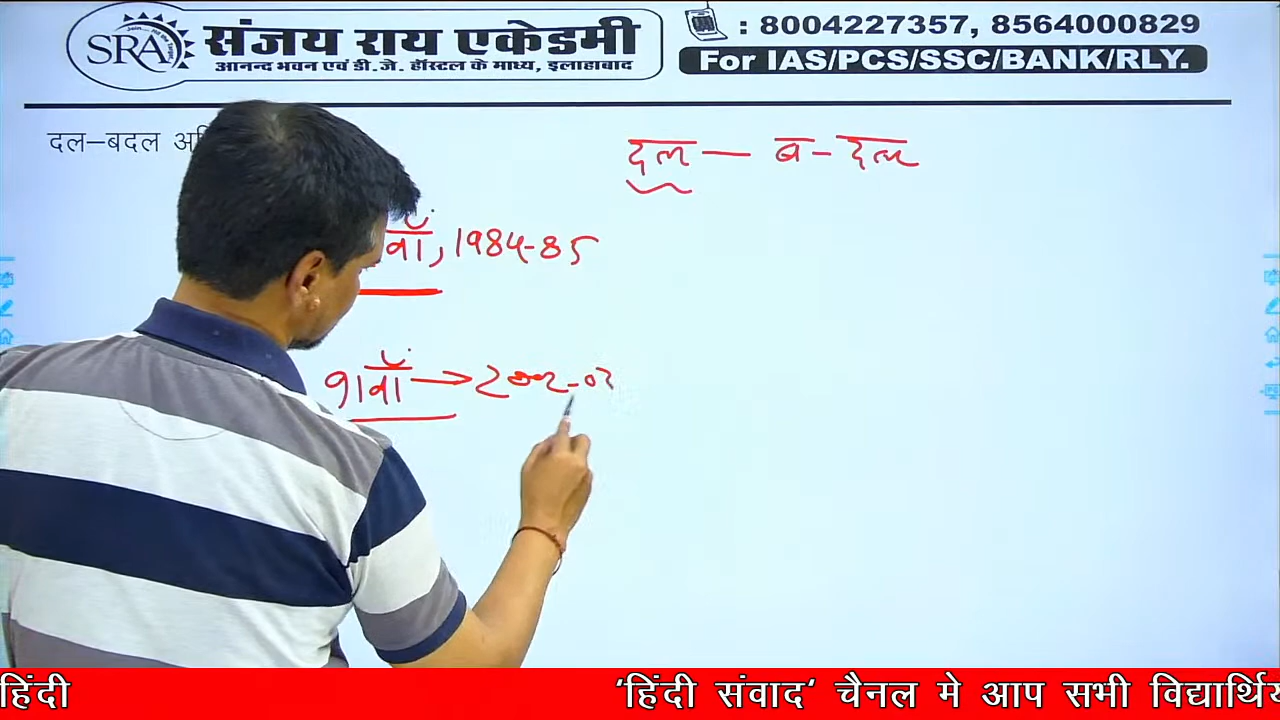 SRA
संजय राय एकेडमी
आनन्द भवन एवं डी.जे. हॉस्टल के माध्य, इलाहाबाद
: 8004227357, 8564000829
For IAS/PCS/SSC/BANK/RLY.
दल–बदल
दल — ब - दल
वाँ, 1984-85
91वाँ → 2002-03
हिंदी
‘हिंदी संवाद‘ चैनल मे आप सभी